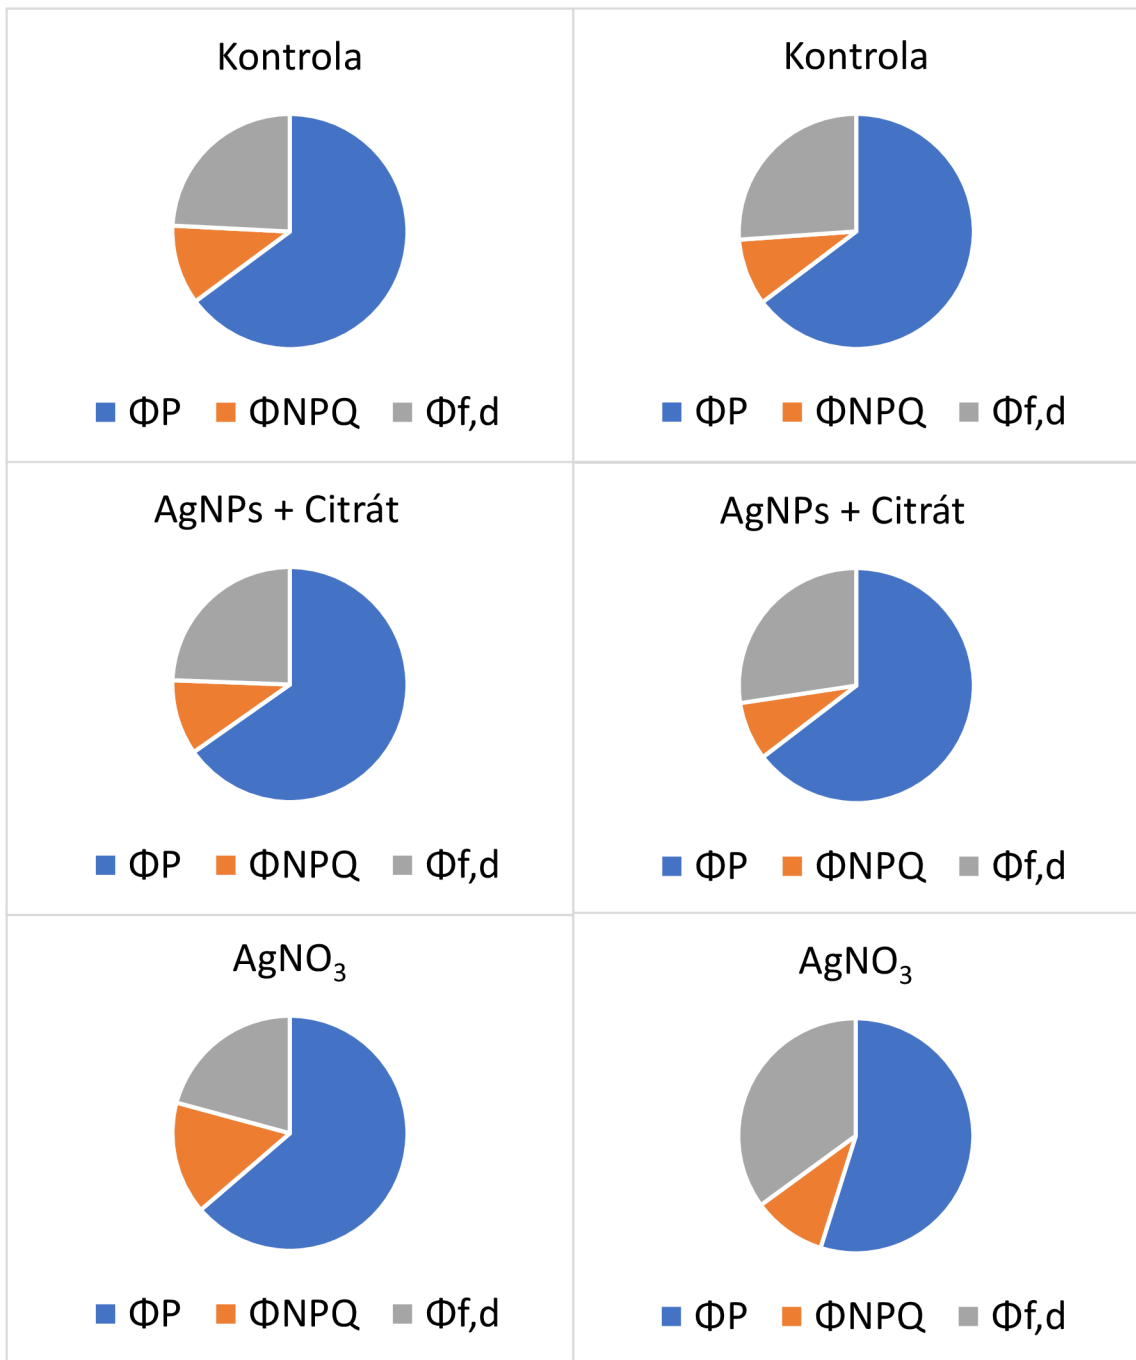 Kontrola
ΦP ΦNPQ Φf,d
Kontrola
ΦP ΦNPQ Φf,d
AgNPs + Citrát
ΦP ΦNPQ Φf,d
AgNPs + Citrát
ΦP ΦNPQ Φf,d
AgNO₃
ΦP ΦNPQ Φf,d
AgNO₃
ΦP ΦNPQ Φf,d